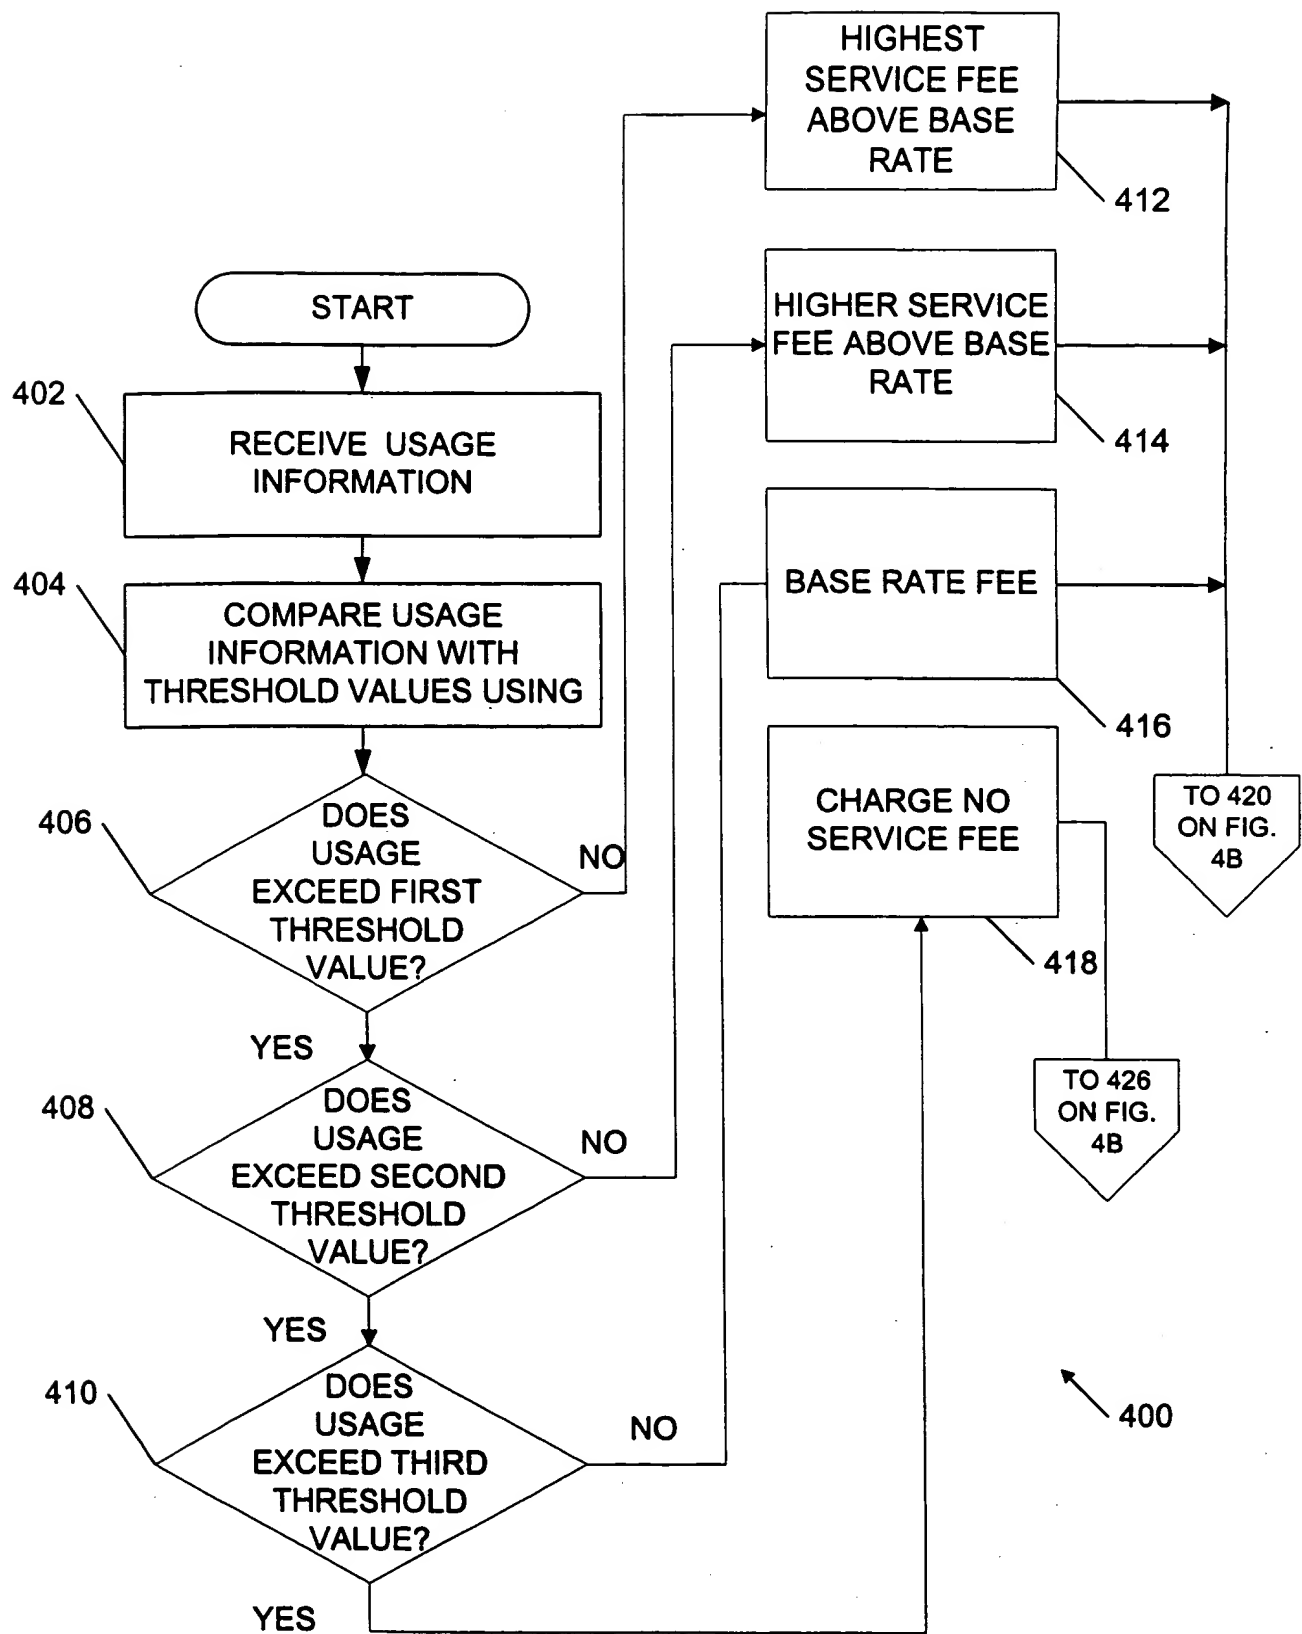 HIGHEST
SERVICE FEE
ABOVE BASE
RATE
412
START
HIGHER SERVICE
FEE ABOVE BASE
RATE
414
402
RECEIVE USAGE
INFORMATION
BASE RATE FEE
416
404
COMPARE USAGE
INFORMATION WITH
THRESHOLD VALUES USING
CHARGE NO
SERVICE FEE
418
TO 420
ON FIG.
4B
406
DOES
USAGE
EXCEED FIRST
THRESHOLD
VALUE?
NO
YES
TO 426
ON FIG.
4B
408
DOES
USAGE
EXCEED SECOND
THRESHOLD
VALUE?
NO
YES
410
DOES
USAGE
EXCEED THIRD
THRESHOLD
VALUE?
NO
YES
400